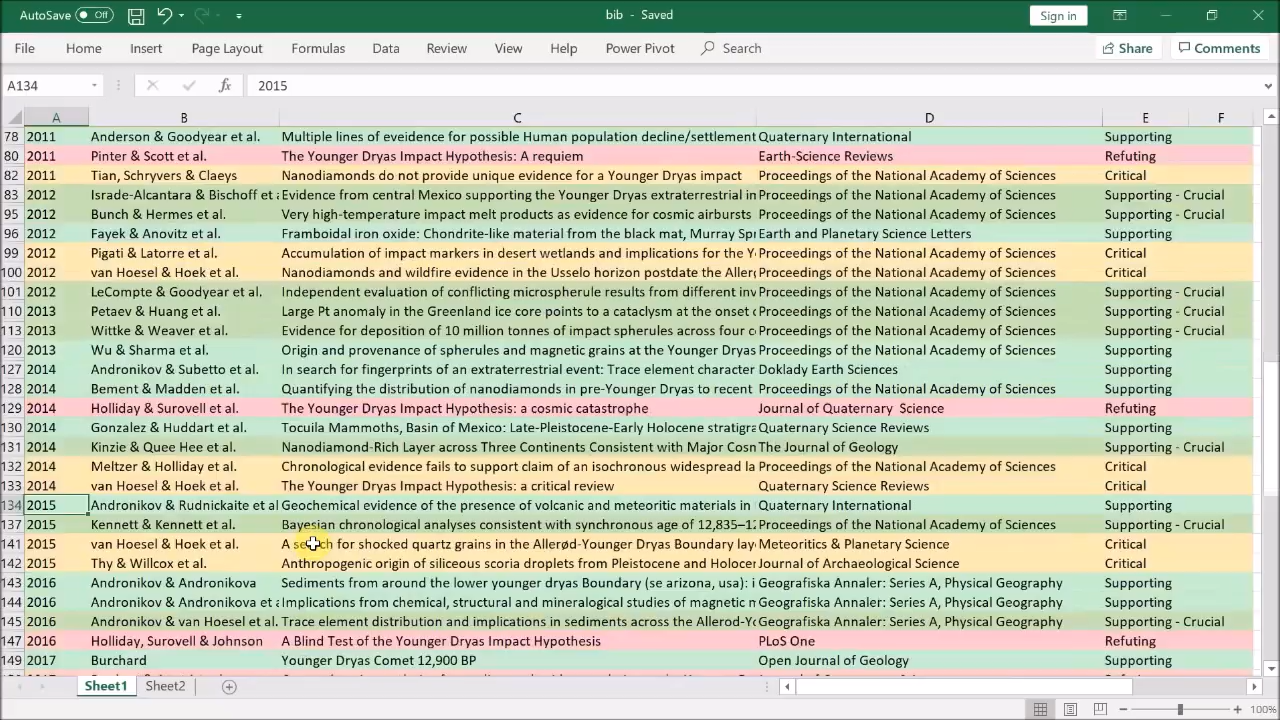 AutoSave Off bib - Saved Sign in
File Home Insert Page Layout Formulas Data Review View Help Power Pivot Search Share Comments
A134 fx 2015
A B C D E F
78 2011 Anderson & Goodyear et al. Multiple lines of eveidence for possible Human population decline/settlement Quaternary International Supporting
80 2011 Pinter & Scott et al. The Younger Dryas Impact Hypothesis: A requiem Earth-Science Reviews Refuting
82 2011 Tian, Schryvers & Claeys Nanodiamonds do not provide unique evidence for a Younger Dryas impact Proceedings of the National Academy of Sciences Critical
83 2012 Israde-Alcantara & Bischoff et a Evidence from central Mexico supporting the Younger Dryas extraterrestrial in Proceedings of the National Academy of Sciences Supporting - Crucial
95 2012 Bunch & Hermes et al. Very high-temperature impact melt products as evidence for cosmic airbursts Proceedings of the National Academy of Sciences Supporting - Crucial
96 2012 Fayek & Anovitz et al. Framboidal iron oxide: Chondrite-like material from the black mat, Murray Spr Earth and Planetary Science Letters Supporting
99 2012 Pigati & Latorre et al. Accumulation of impact markers in desert wetlands and implications for the Y Proceedings of the National Academy of Sciences Critical
100 2012 van Hoesel & Hoek et al. Nanodiamonds and wildfire evidence in the Usselo horizon postdate the Aller Proceedings of the National Academy of Sciences Critical
101 2012 LeCompte & Goodyear et al. Independent evaluation of conflicting microspherule results from different inv Proceedings of the National Academy of Sciences Supporting - Crucial
110 2013 Petaev & Huang et al. Large Pt anomaly in the Greenland ice core points to a cataclysm at the onset Proceedings of the National Academy of Sciences Supporting - Crucial
113 2013 Wittke & Weaver et al. Evidence for deposition of 10 million tonnes of impact spherules across four c Proceedings of the National Academy of Sciences Supporting - Crucial
120 2013 Wu & Sharma et al. Origin and provenance of spherules and magnetic grains at the Younger Dryas Proceedings of the National Academy of Sciences Supporting
127 2014 Andronikov & Subetto et al. In search for fingerprints of an extraterrestrial event: Trace element character Doklady Earth Sciences Supporting
128 2014 Bement & Madden et al. Quantifying the distribution of nanodiamonds in pre-Younger Dryas to recent Proceedings of the National Academy of Sciences Supporting
129 2014 Holliday & Surovell et al. The Younger Dryas Impact Hypothesis: a cosmic catastrophe Journal of Quaternary Science Refuting
130 2014 Gonzalez & Huddart et al. Tocuila Mammoths, Basin of Mexico: Late-Pleistocene-Early Holocene stratigra Quaternary Science Reviews Supporting
131 2014 Kinzie & Quee Hee et al. Nanodiamond-Rich Layer across Three Continents Consistent with Major Cosm The Journal of Geology Supporting - Crucial
132 2014 Meltzer & Holliday et al. Chronological evidence fails to support claim of an isochronous widespread la Proceedings of the National Academy of Sciences Critical
133 2014 van Hoesel & Hoek et al. The Younger Dryas Impact Hypothesis: a critical review Quaternary Science Reviews Critical
134 2015 Andronikov & Rudnickaite et al Geochemical evidence of the presence of volcanic and meteoritic materials in Quaternary International Supporting
137 2015 Kennett & Kennett et al. Bayesian chronological analyses consistent with synchronous age of 12,835–12 Proceedings of the National Academy of Sciences Supporting - Crucial
141 2015 van Hoesel & Hoek et al. A search for shocked quartz grains in the Allerød-Younger Dryas Boundary lay Meteoritics & Planetary Science Critical
142 2015 Thy & Willcox et al. Anthropogenic origin of siliceous scoria droplets from Pleistocene and Holocen Journal of Archaeological Science Critical
143 2016 Andronikov & Andronikova Sediments from around the lower younger dryas Boundary (se arizona, usa): i Geografiska Annaler: Series A, Physical Geography Supporting
144 2016 Andronikov & Andronikova et a Implications from chemical, structural and mineralogical studies of magnetic n Geografiska Annaler: Series A, Physical Geography Supporting
145 2016 Andronikov & van Hoesel et al. Trace element distribution and implications in sediments across the Allerod-Yo Geografiska Annaler: Series A, Physical Geography Supporting - Crucial
147 2016 Holliday, Surovell & Johnson A Blind Test of the Younger Dryas Impact Hypothesis PLoS One Refuting
149 2017 Burchard Younger Dryas Comet 12,900 BP Open Journal of Geology Supporting
Sheet1 Sheet2
100%